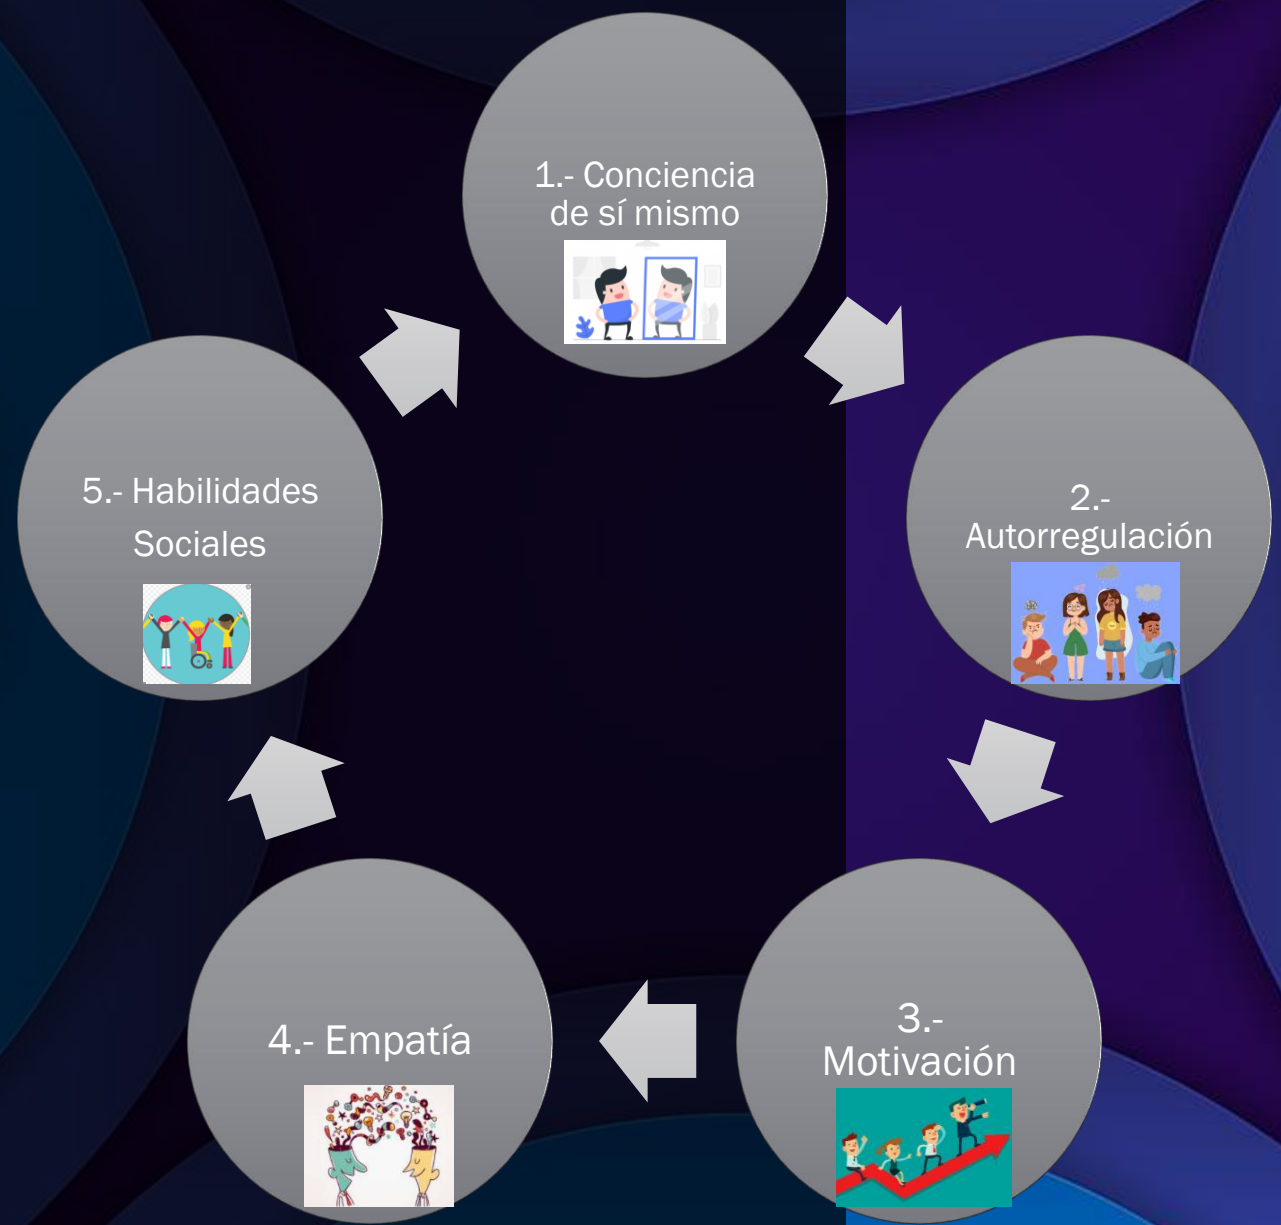 1.- Conciencia
de sí mismo
2.-
Autorregulación
3.-
Motivación
4.- Empatía
5.- Habilidades
Sociales